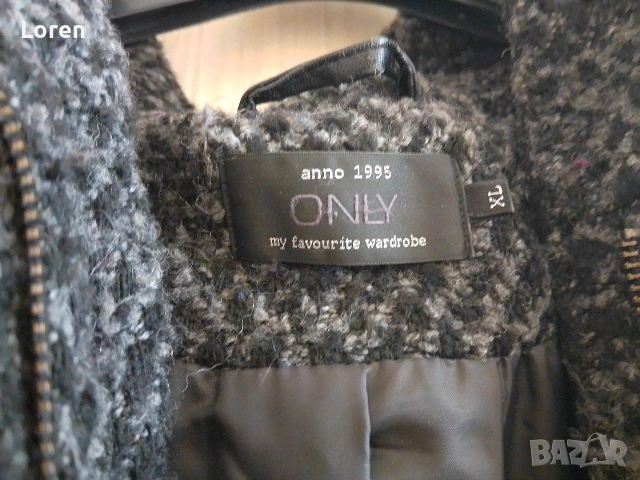 Loren
anno 1995
ONLY
my favourite wardrobe
XL
BAZAR